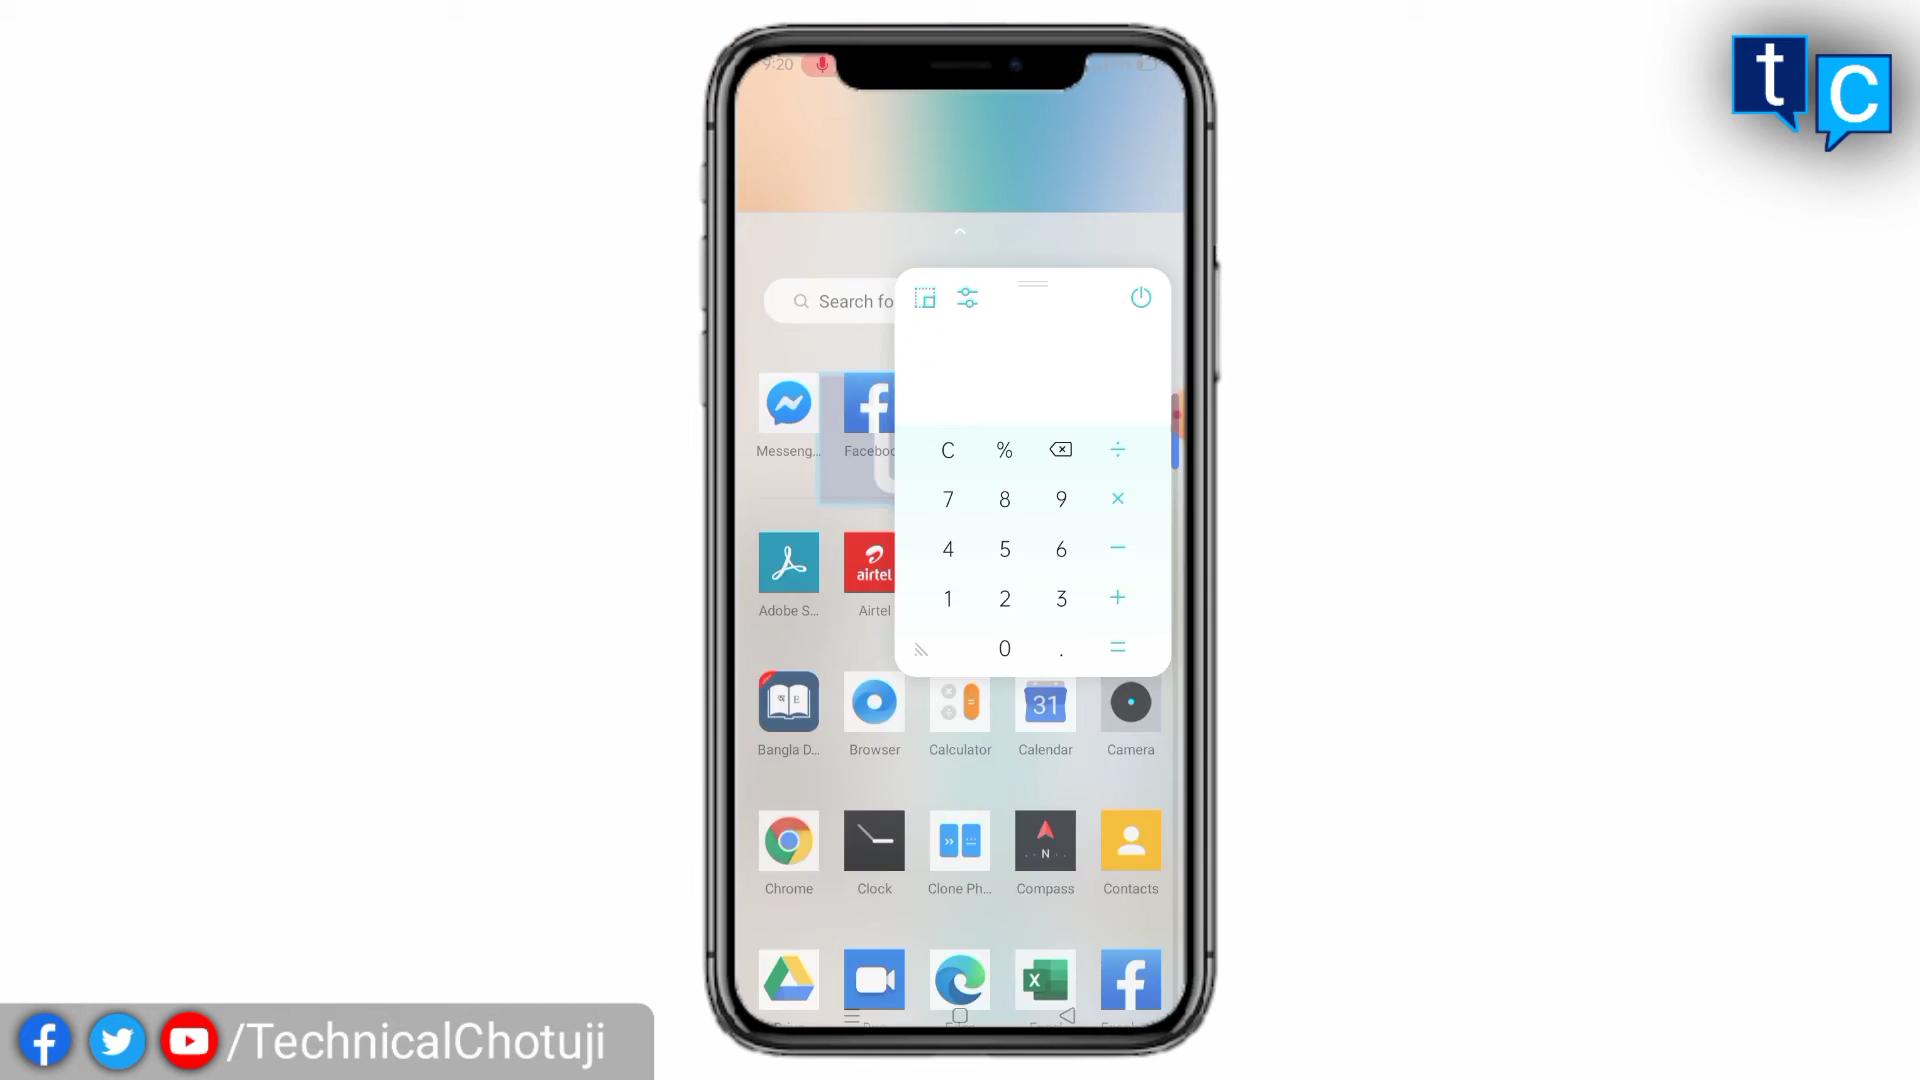 t
C
9:20
Search fo
C % ÷
7 8 9 ×
4 5 6 −
1 2 3 +
0 . =
Messeng... Faceboo
Adobe S... Airtel
airtel
Bangla D... Browser Calculator Calendar Camera
31
Chrome Clock Clone Ph... Compass Contacts
N
/TechnicalChotuji